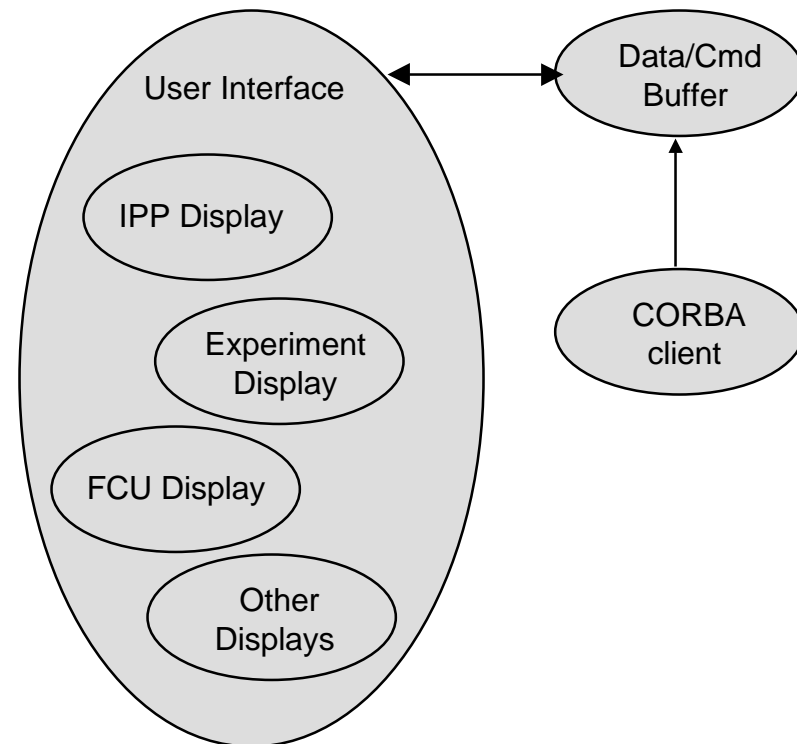 User Interface
IPP Display
Experiment
Display
FCU Display
Other
Displays
Data/Cmd
Buffer
CORBA
client